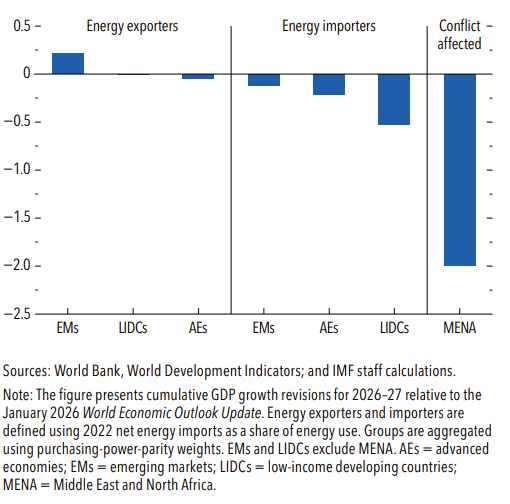 Energy exporters
Energy importers
Conflict
affected
0.5
0
−0.5
−1.0
−1.5
−2.0
−2.5
EMs
LIDCs
AEs
EMs
AEs
LIDCs
MENA
Sources: World Bank, World Development Indicators; and IMF staff calculations.
Note: The figure presents cumulative GDP growth revisions for 2026–27 relative to the
January 2026 World Economic Outlook Update. Energy exporters and importers are
defined using 2022 net energy imports as a share of energy use. Groups are aggregated
using purchasing-power-parity weights. EMs and LIDCs exclude MENA. AEs = advanced
economies; EMs = emerging markets; LIDCs = low-income developing countries;
MENA = Middle East and North Africa.